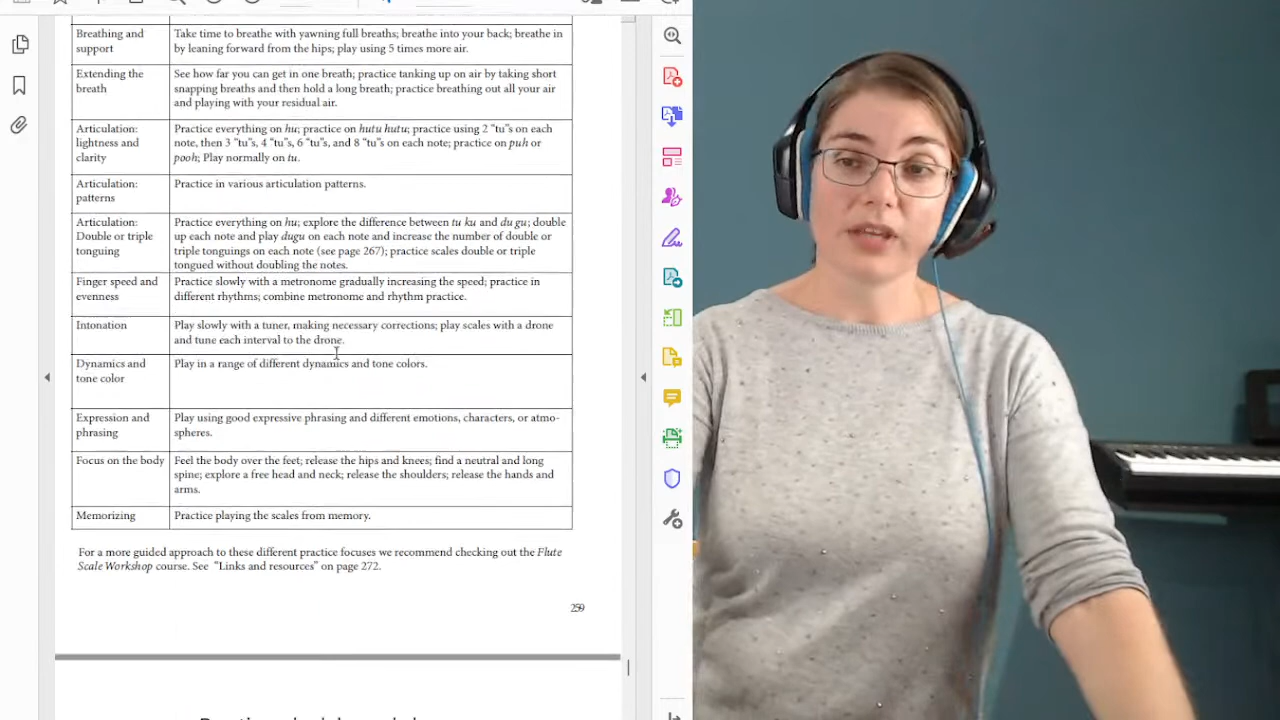 Breathing and support
Take time to breathe with yawning full breaths; breathe into your back; breathe in
by leaning forward from the hips; play using 5 times more air.
Extending the
breath
See how far you can get in one breath; practice tanking up on air by taking short
snapping breaths and then hold a long breath; practice breathing out all your air
and playing with your residual air.
Articulation:
lightness and
clarity
Practice everything on hu; practice on hutu hutu; practice using 2 "tu"s on each
note, then 3 "tu"s, 4 "tu"s, 6 "tu"s, and 8 "tu"s on each note; practice on puh or
pooh; Play normally on tu.
Articulation:
patterns
Practice in various articulation patterns.
Articulation:
Double or triple
tonguing
Practice everything on hu; explore the difference between tu ku and du gu; double
up each note and play dugu on each note and increase the number of double or
triple tonguings on each note (see page 267); practice scales double or triple
tongued without doubling the notes.
Finger speed and
evenness
Practice slowly with a metronome gradually increasing the speed; practice in
different rhythms; combine metronome and rhythm practice.
Intonation
Play slowly with a tuner, making necessary corrections; play scales with a drone
and tune each interval to the drone.
Dynamics and
tone color
Play in a range of different dynamics and tone colors.
Expression and
phrasing
Play using good expressive phrasing and different emotions, characters, or atmo-
spheres.
Focus on the body
Feel the body over the feet; release the hips and knees; find a neutral and long
spine; explore a free head and neck; release the shoulders; release the hands and
arms.
Memorizing
Practice playing the scales from memory.
For a more guided approach to these different practice focuses we recommend checking out the Flute
Scale Workshop course. See "Links and resources" on page 272.
259